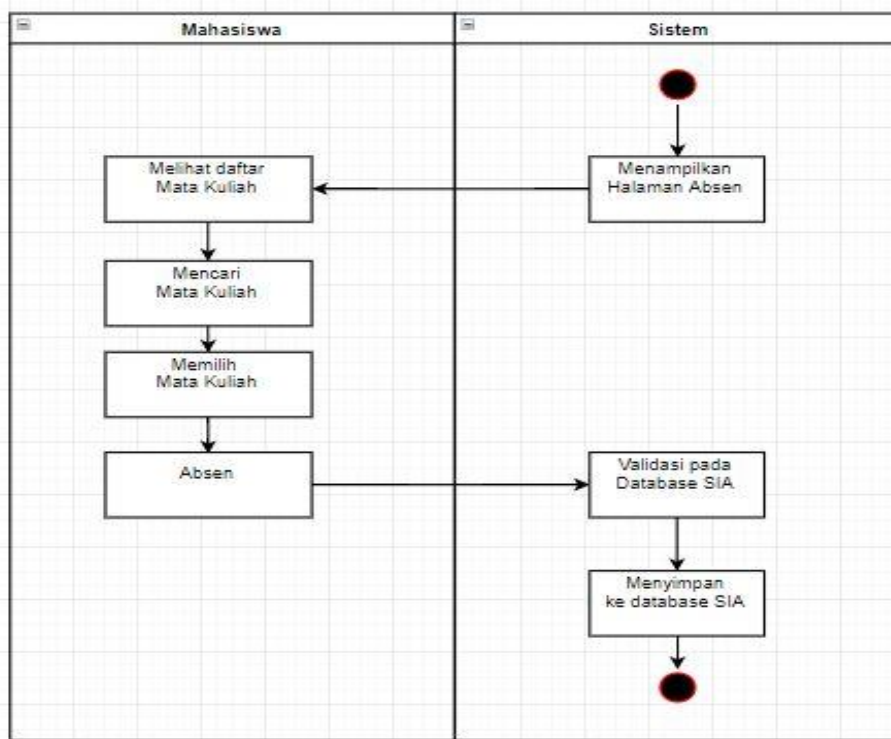 Mahasiswa
Sistem
Menampilkan
Halaman Absen
Melihat daftar
Mata Kuliah
Mencari
Mata Kuliah
Memilih
Mata Kuliah
Absen
Validasi pada
Database SIA
Menyimpan
ke database SIA